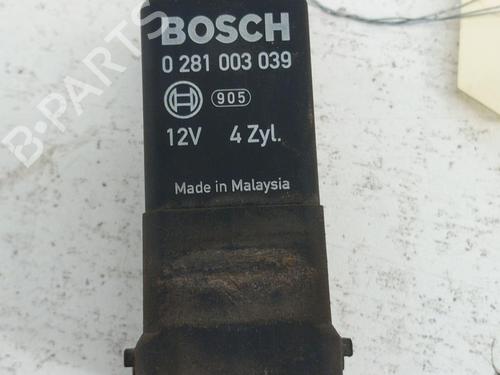 BOSCH
0 281 003 039
905
12V 4 Zyl.
Made in Malaysia
B-PARTS